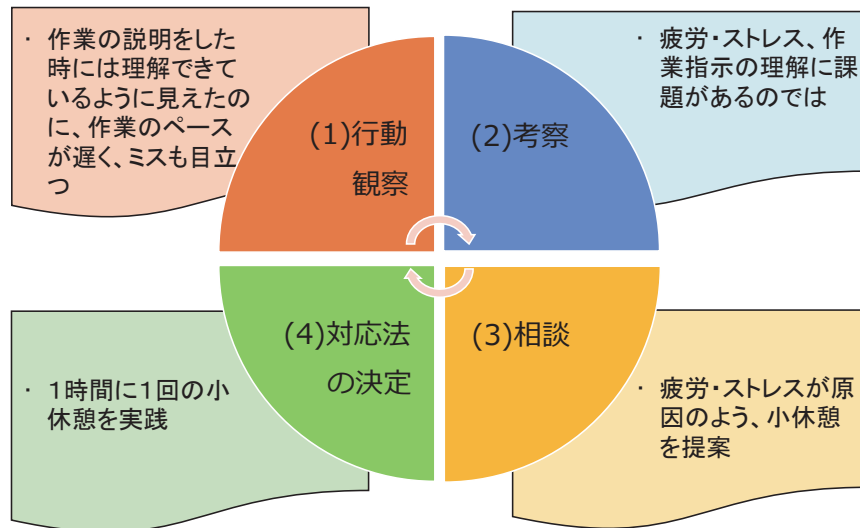 ・ 作業の説明をした
時には理解できて
いるように見えたの
に、作業のペース
が遅く、ミスも目立
つ
(1)行動
観察
(2)考察
・ 疲労・ストレス、作
業指示の理解に課
題があるのでは
(4)対応法
の決定
・ 1時間に1回の小
休憩を実践
(3)相談
・ 疲労・ストレスが原
因のよう、小休憩
を提案